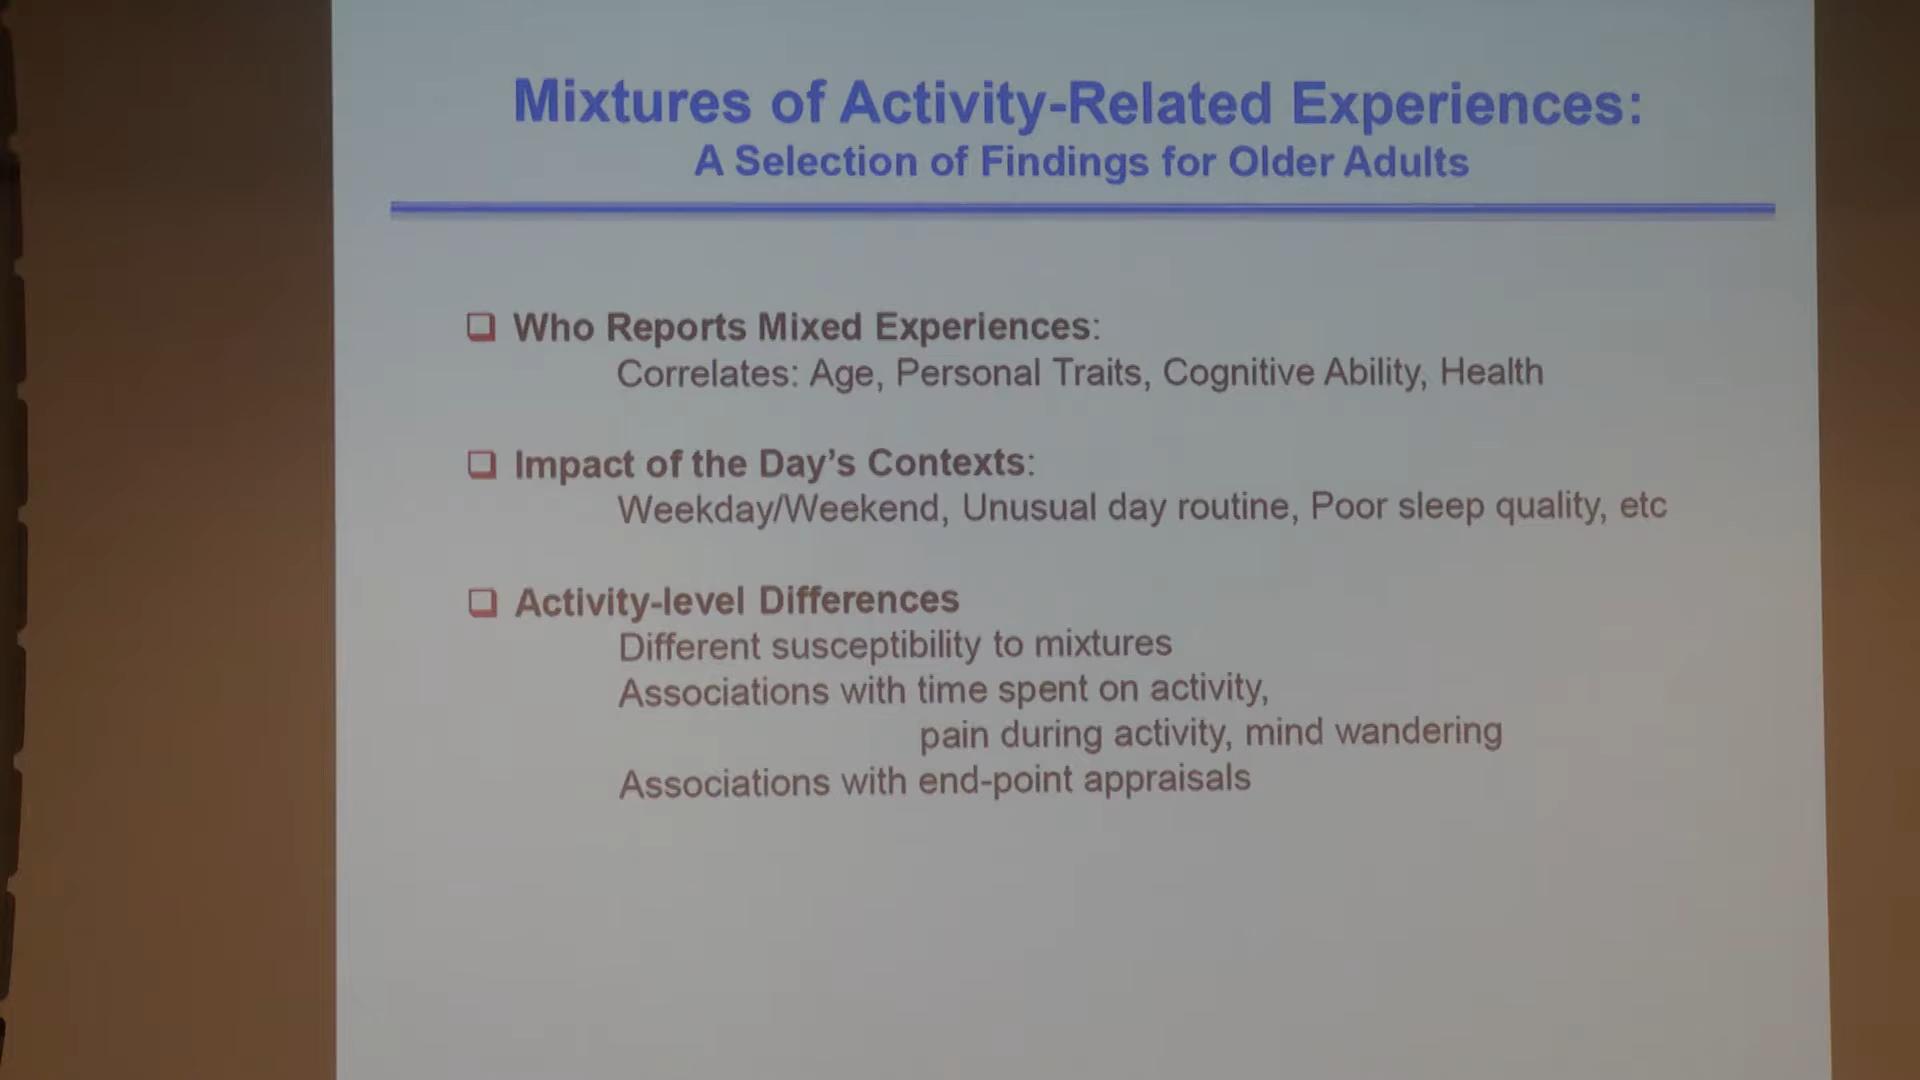 Mixtures of Activity-Related Experiences:
A Selection of Findings for Older Adults
Who Reports Mixed Experiences:
Correlates: Age, Personal Traits, Cognitive Ability, Health
Impact of the Day’s Contexts:
Weekday/Weekend, Unusual day routine, Poor sleep quality, etc
Activity-level Differences
Different susceptibility to mixtures
Associations with time spent on activity,
pain during activity, mind wandering
Associations with end-point appraisals